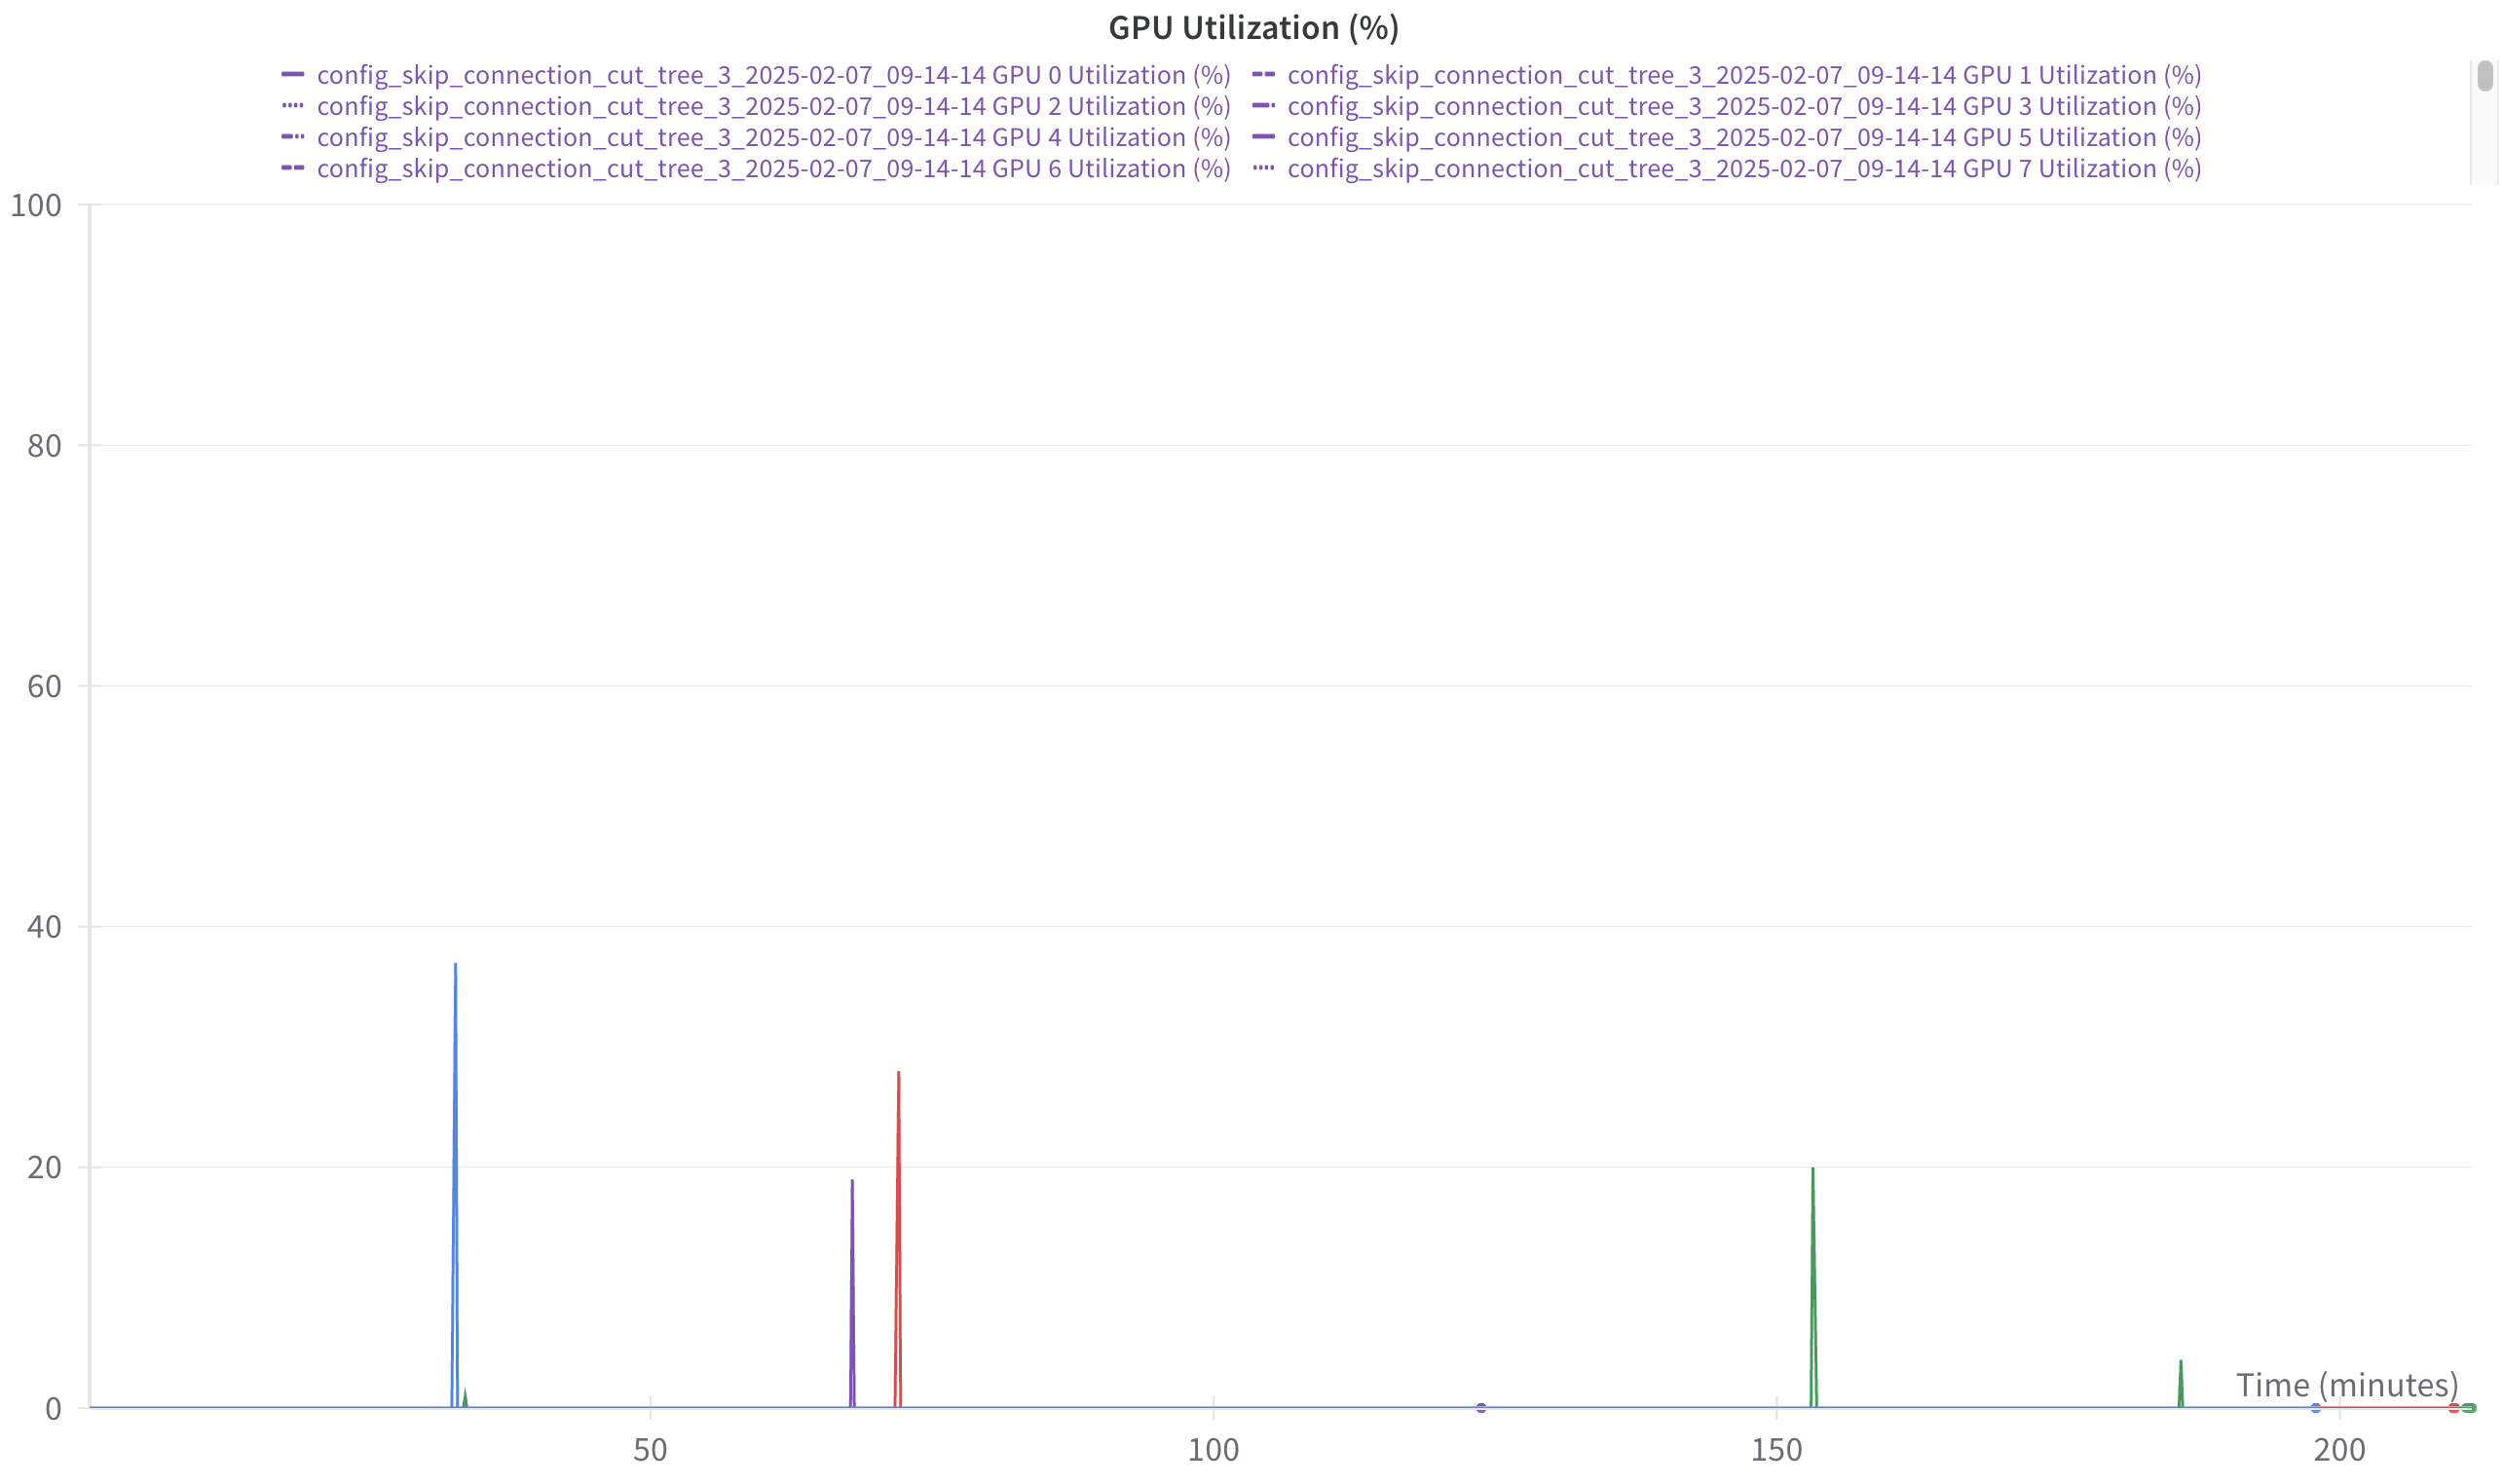 GPU Utilization (%)
config_skip_connection_cut_tree_3_2025-02-07_09-14-14 GPU 0 Utilization (%) config_skip_connection_cut_tree_3_2025-02-07_09-14-14 GPU 1 Utilization (%)
config_skip_connection_cut_tree_3_2025-02-07_09-14-14 GPU 2 Utilization (%) config_skip_connection_cut_tree_3_2025-02-07_09-14-14 GPU 3 Utilization (%)
config_skip_connection_cut_tree_3_2025-02-07_09-14-14 GPU 4 Utilization (%) config_skip_connection_cut_tree_3_2025-02-07_09-14-14 GPU 5 Utilization (%)
config_skip_connection_cut_tree_3_2025-02-07_09-14-14 GPU 6 Utilization (%) config_skip_connection_cut_tree_3_2025-02-07_09-14-14 GPU 7 Utilization (%)
100
80
60
40
20
0
Time (minutes)
50 100 150 200